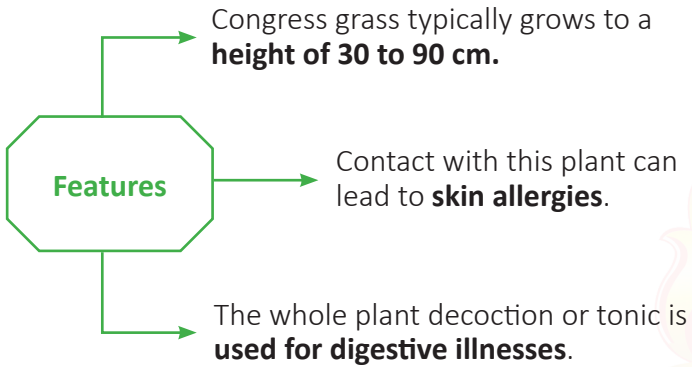 Congress grass typically grows to a
height of 30 to 90 cm.
Features
Contact with this plant can
lead to skin allergies.
The whole plant decoction or tonic is
used for digestive illnesses.